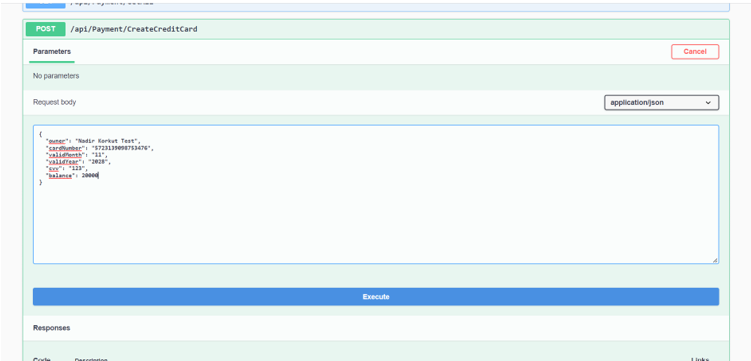 POST /api/Payment/CreateCreditCard
Parameters
Cancel
No parameters
Request body
application/json
{
"owner": "Nadir Korkut Test",
"cardNumber": "5723139098753476",
"validMonth": "11",
"validYear": "2028",
"cvv": "123",
"balance": 20000
}
Execute
Responses
Code Description Links